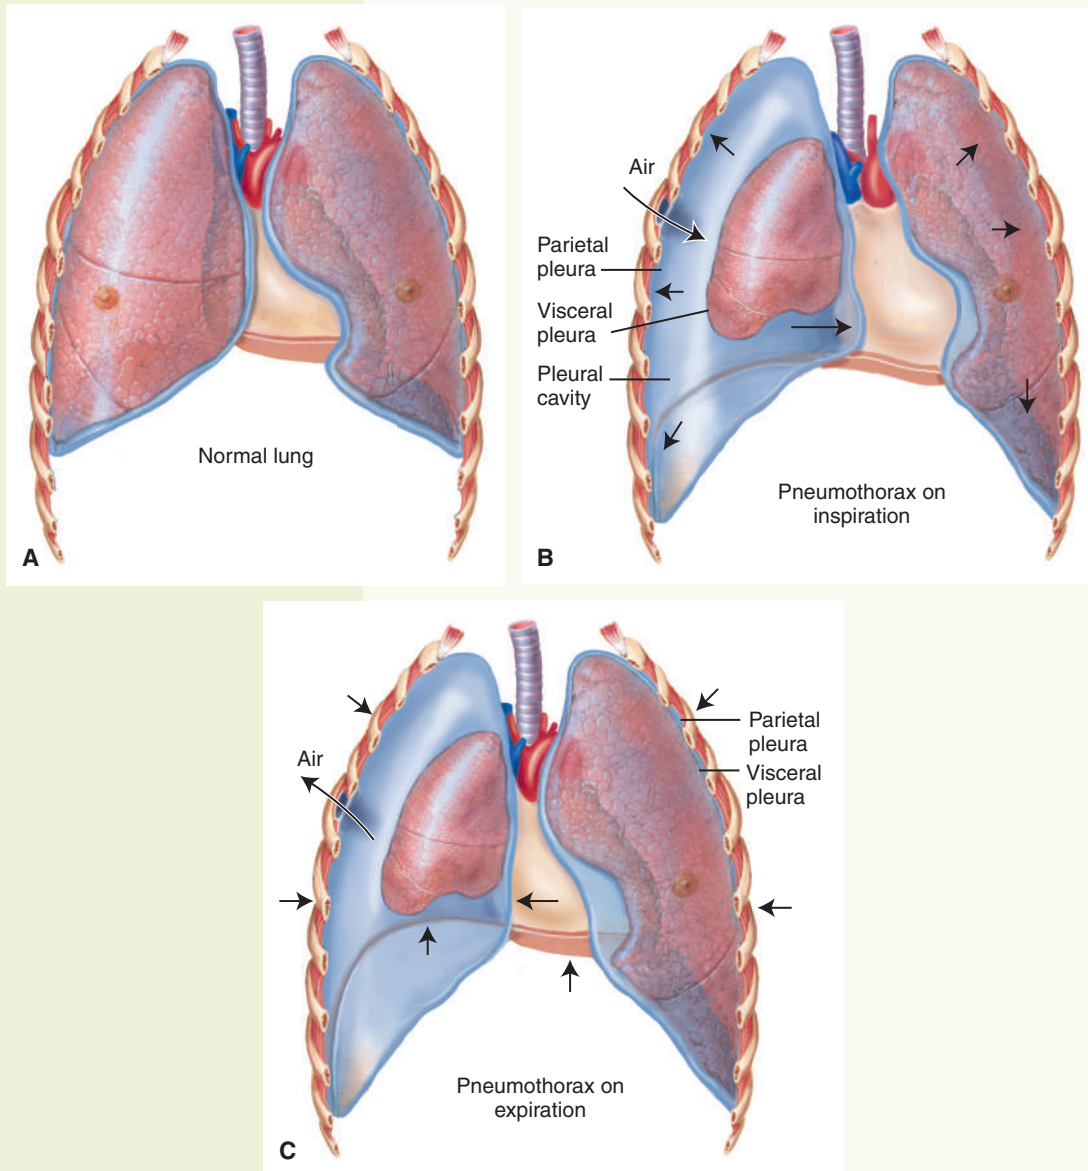 Normal lung
A
Air
Parietal
pleura
Visceral
pleura
Pleural
cavity
Pneumothorax on
inspiration
B
Air
Parietal
pleura
Visceral
pleura
Pneumothorax on
expiration
C